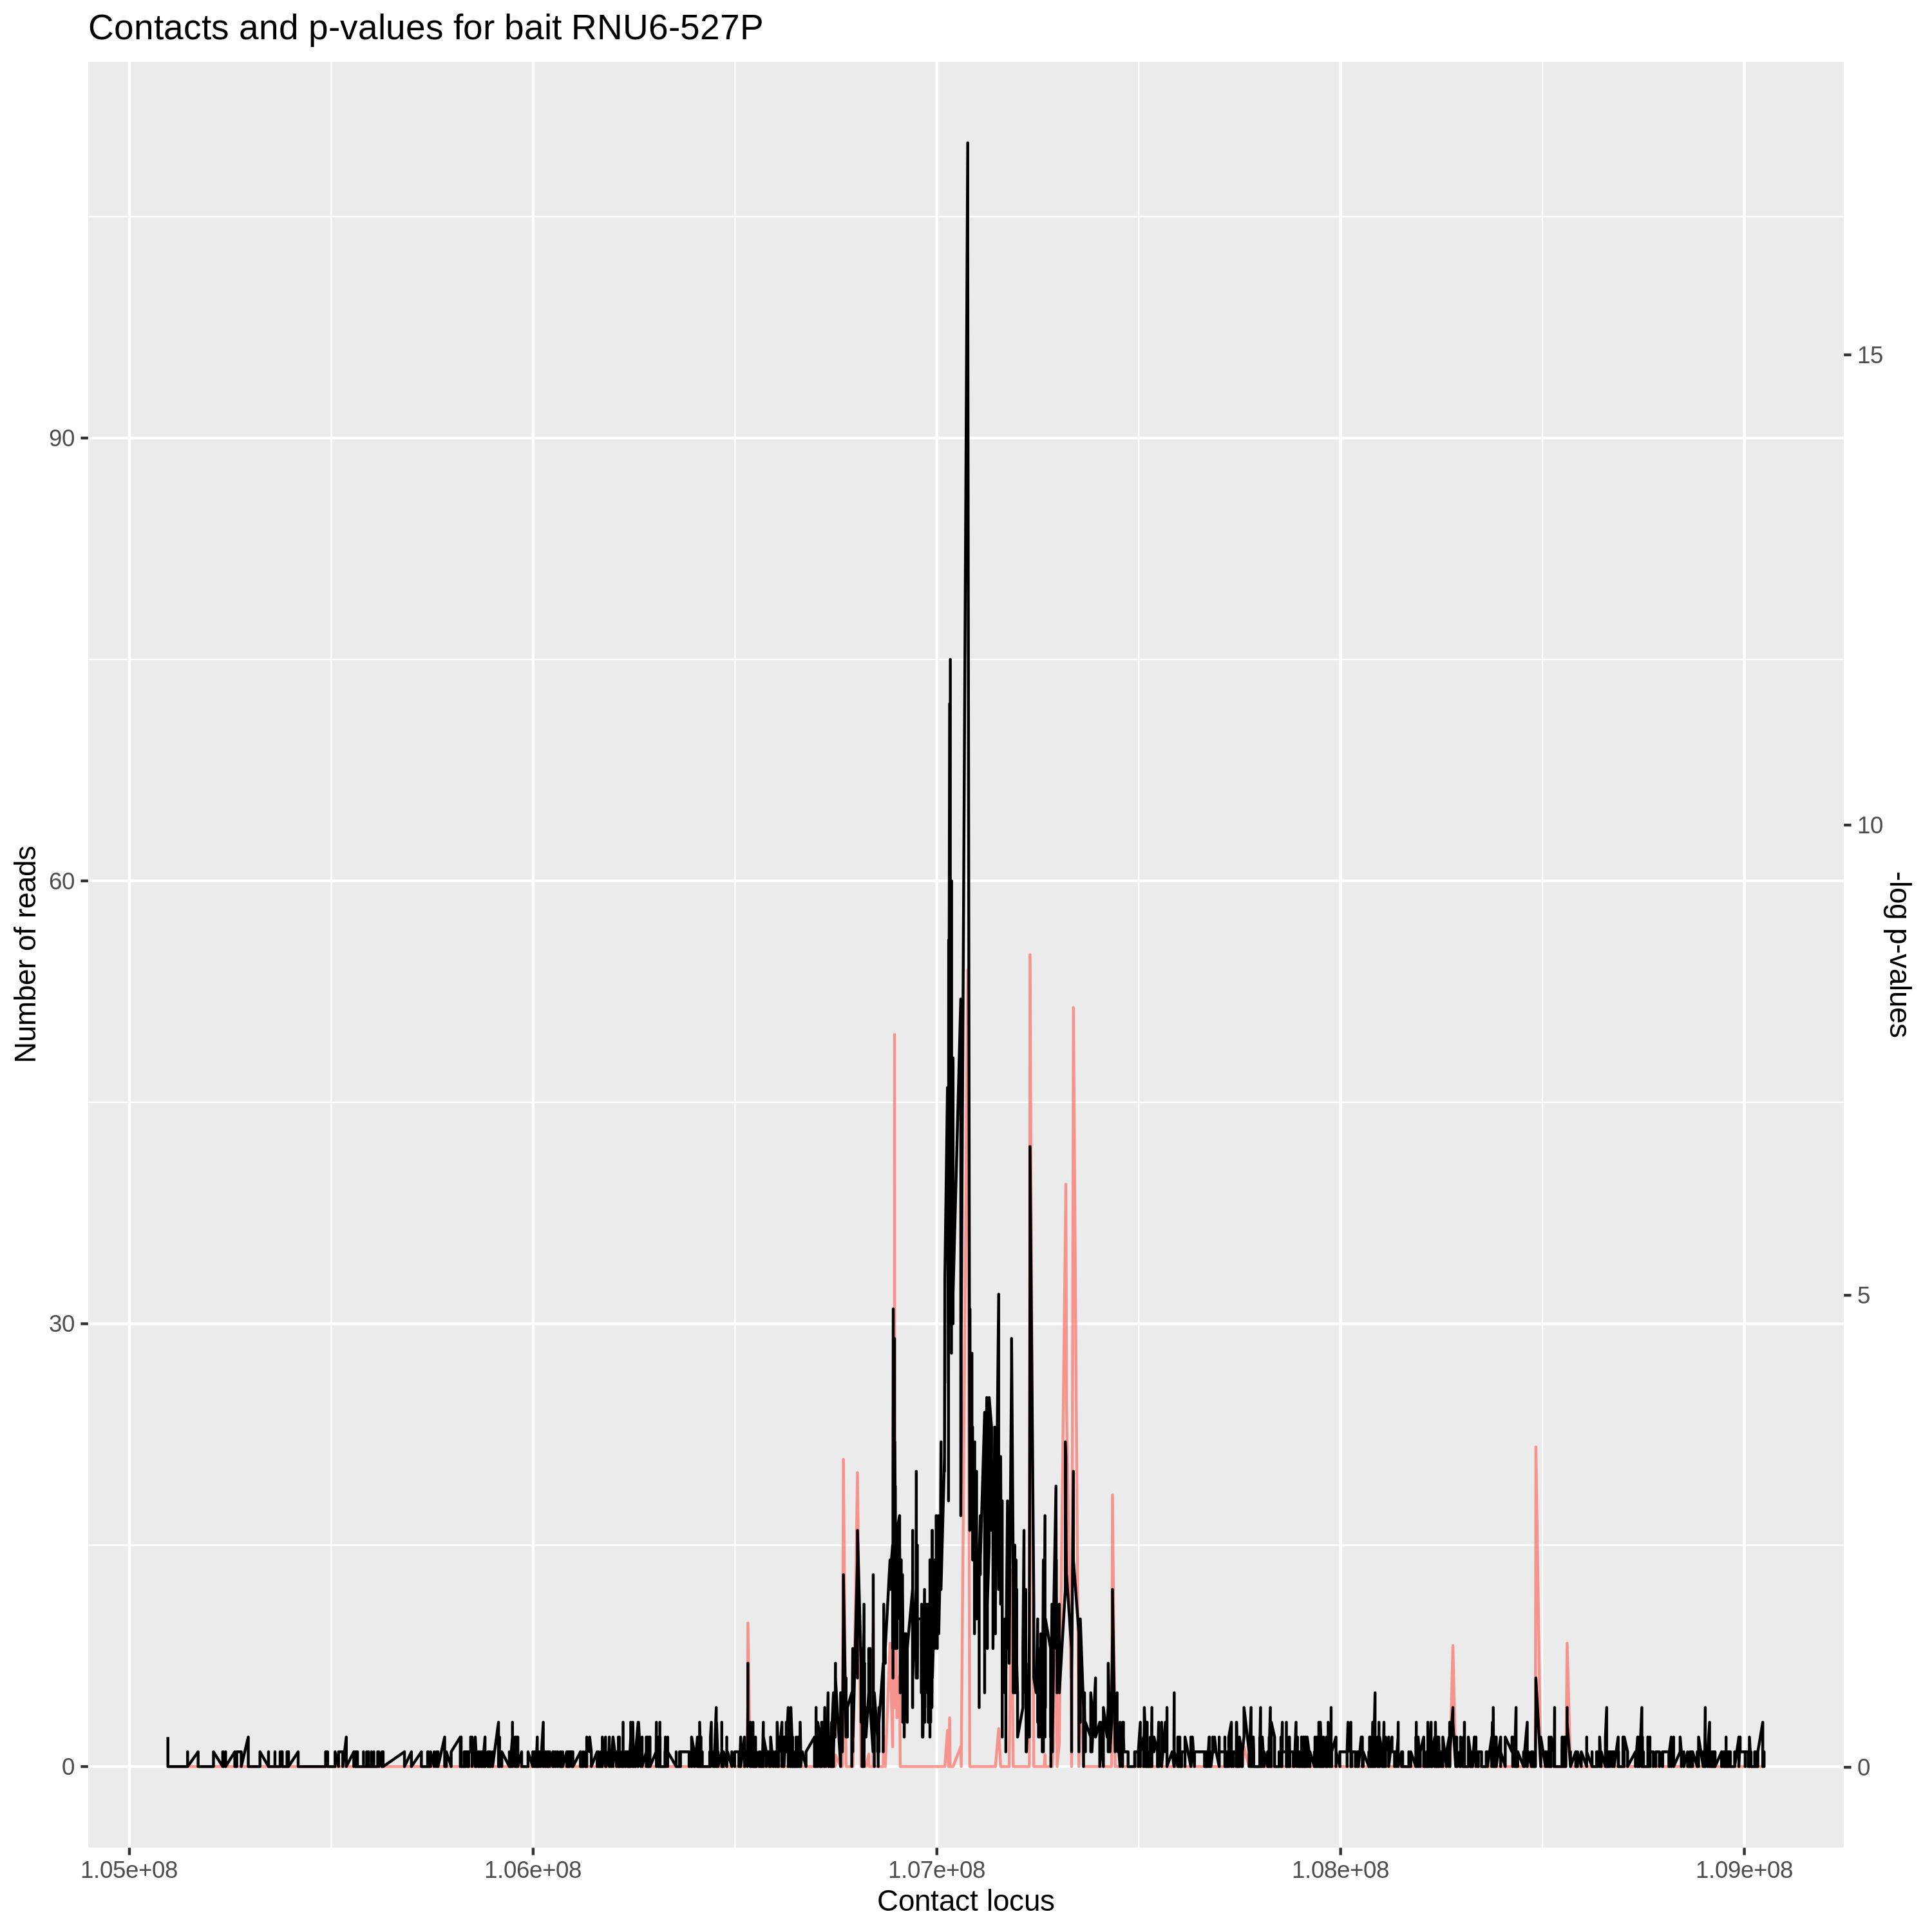 Contacts and p-values for bait RNU6-527P
Number of reads
90
60
30
0
15
10
5
0
-log p-values
1.05e+08
1.06e+08
1.07e+08
1.08e+08
1.09e+08
Contact locus